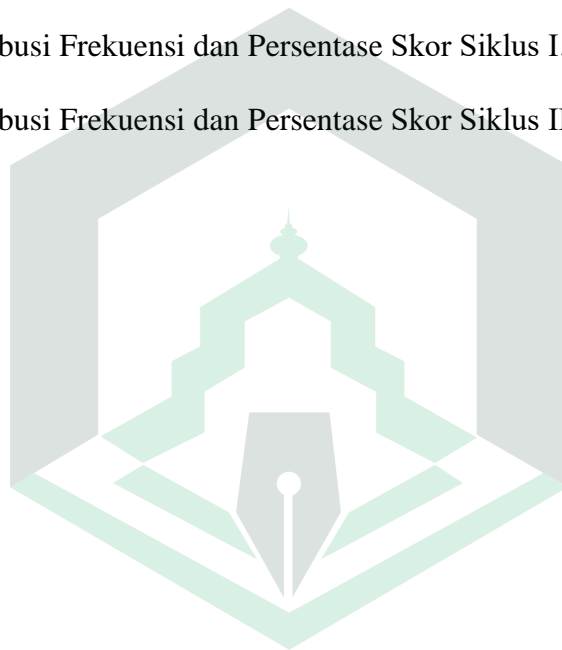 busi Frekuensi dan Persentase Skor Siklus I.
busi Frekuensi dan Persentase Skor Siklus II